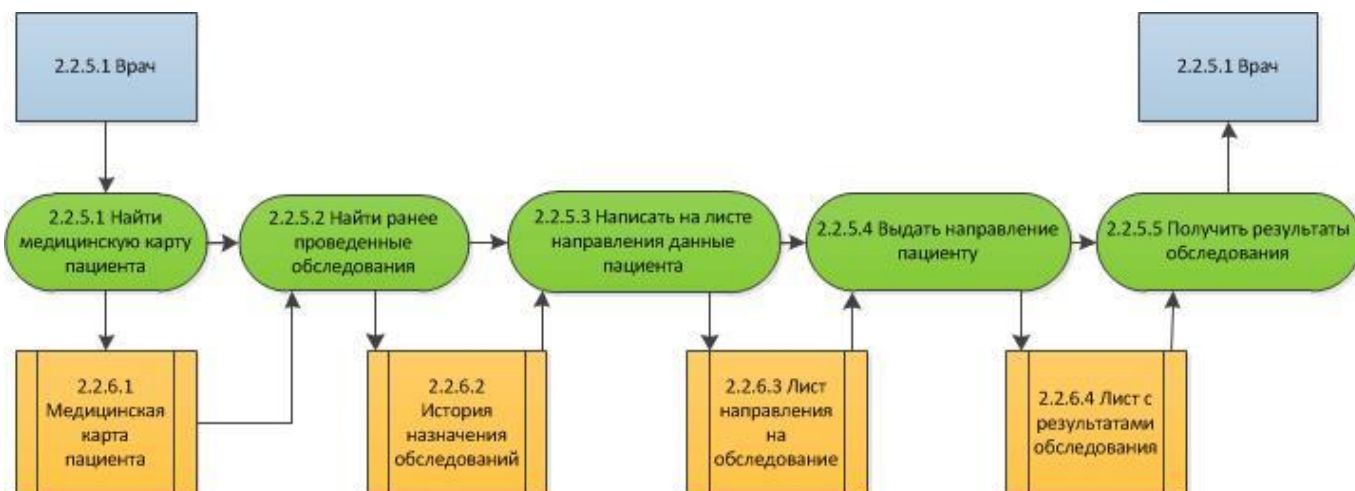 2.2.5.1 Врач
2.2.5.1 Врач
2.2.5.1 Найти
медицинскую карту
пациента
2.2.5.2 Найти ранее
проведенные
обследования
2.2.5.3 Написать на листе
направления данные
пациента
2.2.5.4 Выдать направление
пациенту
2.2.5.5 Получить результаты
обследования
2.2.6.1
Медицинская
карта
пациента
2.2.6.2
История
назначения
обследований
2.2.6.3 Лист
направления
на
обследование
2.2.6.4 Лист с
результатами
обследования